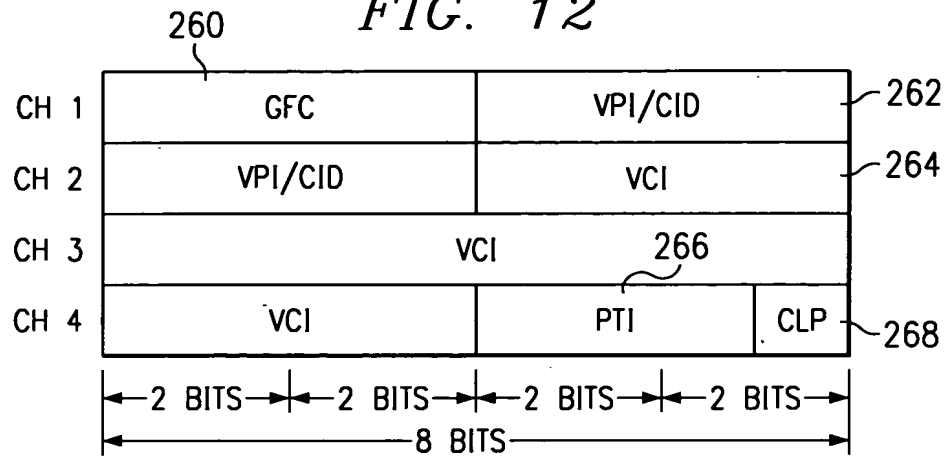 FIG. 12
260
CH 1 GFC VPI/CID 262
CH 2 VPI/CID VCI 264
CH 3 VCI 266
CH 4 VCI PTI CLP 268
2 BITS 2 BITS 2 BITS 2 BITS
8 BITS